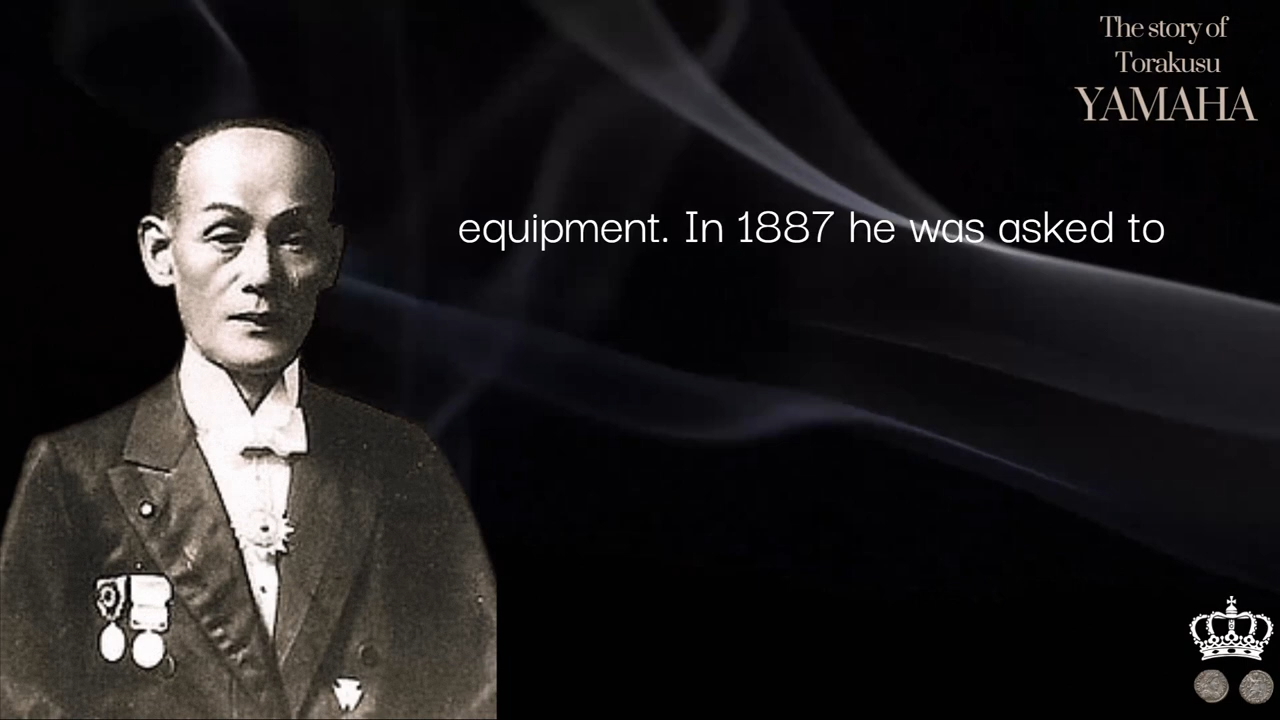 The story of
Torakusu
YAMAHA
equipment. In 1887 he was asked to